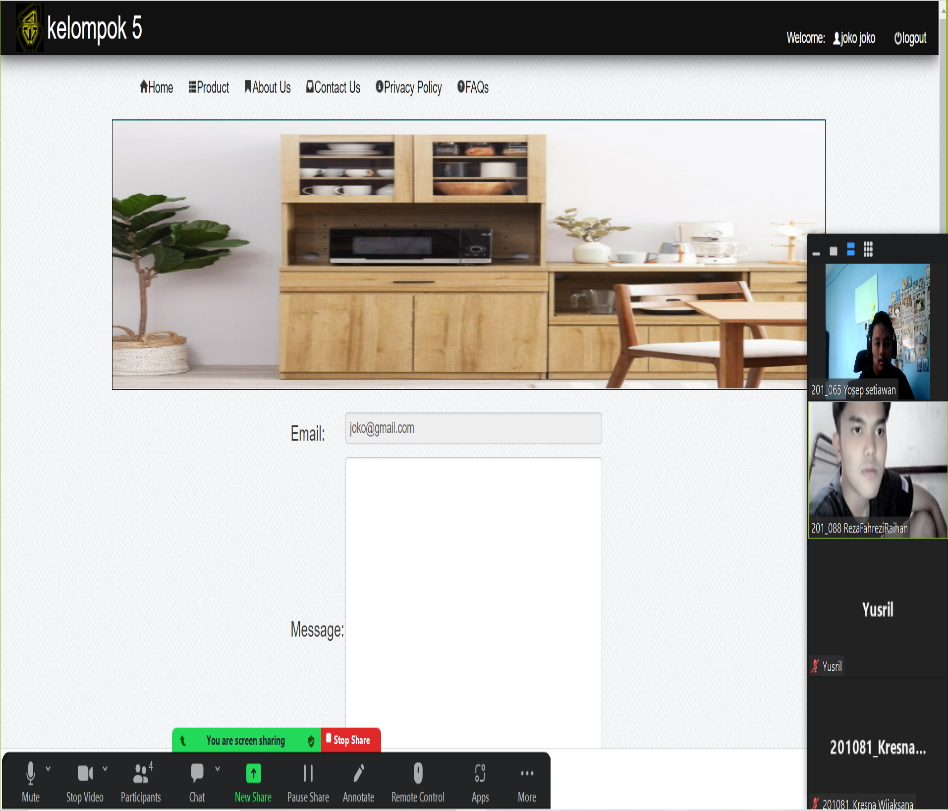 kelompok 5
Welcome: joko joko logout
Home Product About Us Contact Us Privacy Policy FAQs
201_065 Yosep setiawan
Email: joko@gmail.com
201_088 RezaFahreziRaihan
Yusril
Message:
Yusril
201081_Kresna...
You are screen sharing Stop Share
4
Mute Stop Video Participants Chat New Share Pause Share Annotate Remote Control Apps More
201081_Kresna Wijaksana